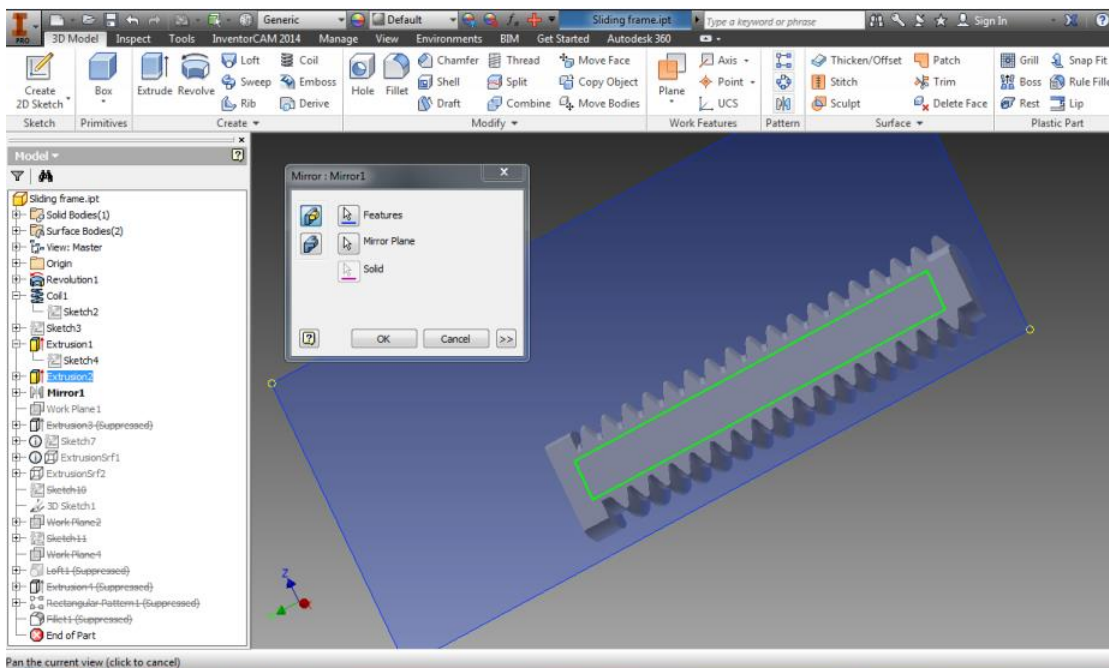 PRO
Generic
Default
Sliding frame.ipt
Type a keyword or phrase
Sign In
3D Model Inspect Tools InventorCAM 2014 Manage View Environments BIM Get Started Autodesk 360
Create 2D Sketch
Box
Extrude
Revolve
Loft
Sweep
Rib
Coil
Emboss
Derive
Hole
Fillet
Chamfer
Shell
Draft
Thread
Split
Combine
Move Face
Copy Object
Move Bodies
Plane
Axis
Point
UCS
Thicken/Offset
Stitch
Sculpt
Patch
Trim
Delete Face
Grill
Boss
Rest
Snap Fit
Rule Fille
Lip
Sketch Primitives Create Modify Work Features Pattern Surface Plastic Part
Model
Sliding frame.ipt
Solid Bodies(1)
Surface Bodies(2)
View: Master
Origin
Revolution1
Coil1
Sketch2
Sketch3
Extrusion1
Sketch4
Extrusion2
Mirror1
Work Plane1
Extrusion3 (Suppressed)
Sketch7
ExtrusionSrf1
ExtrusionSrf2
Sketch10
3D Sketch1
Work Plane2
Sketch11
Work Plane4
Loft1 (Suppressed)
Extrusion4 (Suppressed)
Rectangular Pattern1 (Suppressed)
Fillet1 (Suppressed)
End of Part
Mirror : Mirror1
Features
Mirror Plane
Solid
OK Cancel >>
Z
Pan the current view (click to cancel)